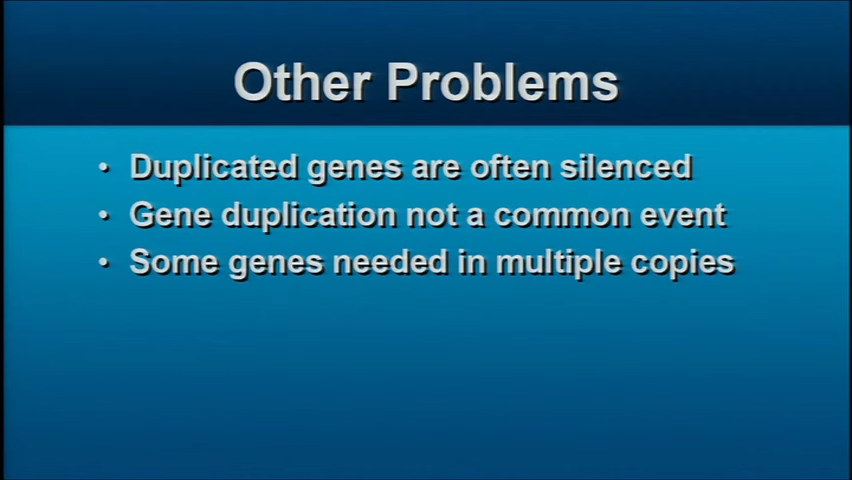 Other Problems
• Duplicated genes are often silenced
• Gene duplication not a common event
• Some genes needed in multiple copies